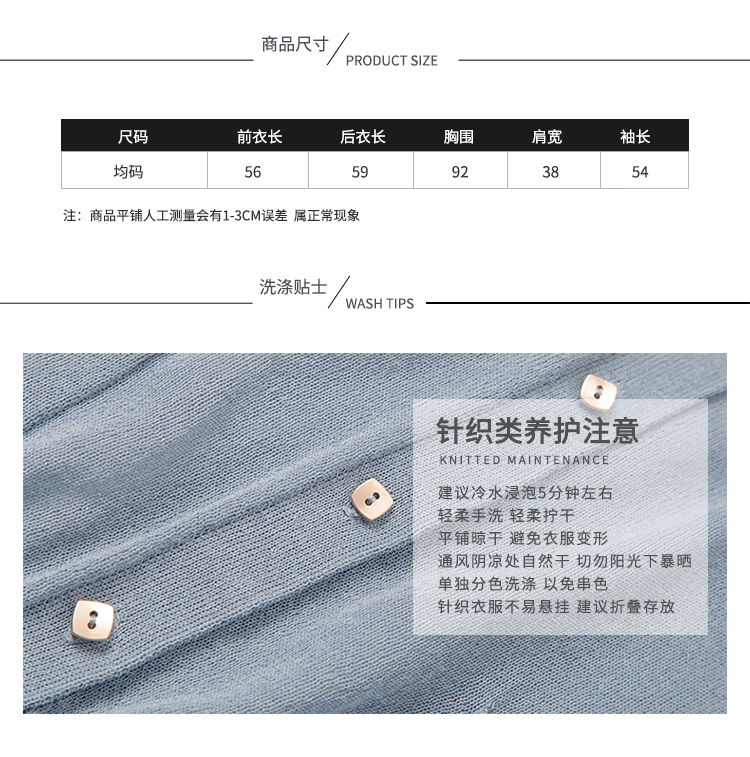 商品尺寸
PRODUCT SIZE
尺码 前衣长 后衣长 胸围 肩宽 袖长
均码 56 59 92 38 54
注：商品平铺人工测量会有1-3CM误差 属正常现象
洗涤贴士
WASH TIPS
针织类养护注意
KNITTED MAINTENANCE
建议冷水浸泡5分钟左右
轻柔手洗 轻柔拧干
平铺晾干 避免衣服变形
通风阴凉处自然干 切勿阳光下暴晒
单独分色洗涤 以免串色
针织衣服不易悬挂 建议折叠存放